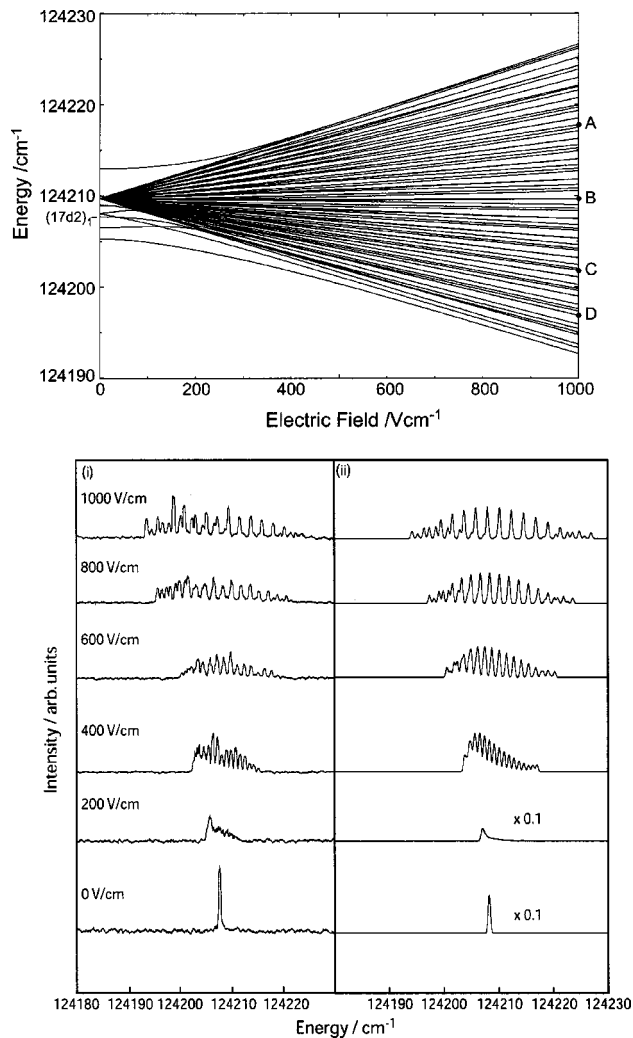 124230
124220
124210
(17d2)1
124200
124190
Energy /cm-1
A
B
C
D
0 200 400 600 800 1000
Electric Field /Vcm-1
(i) (ii)
1000 V/cm
800 V/cm
600 V/cm
400 V/cm
200 V/cm
x 0.1
0 V/cm
x 0.1
Intensity / arb. units
124180 124190 124200 124210 124220 124190 124200 124210 124220 124230
Energy / cm-1